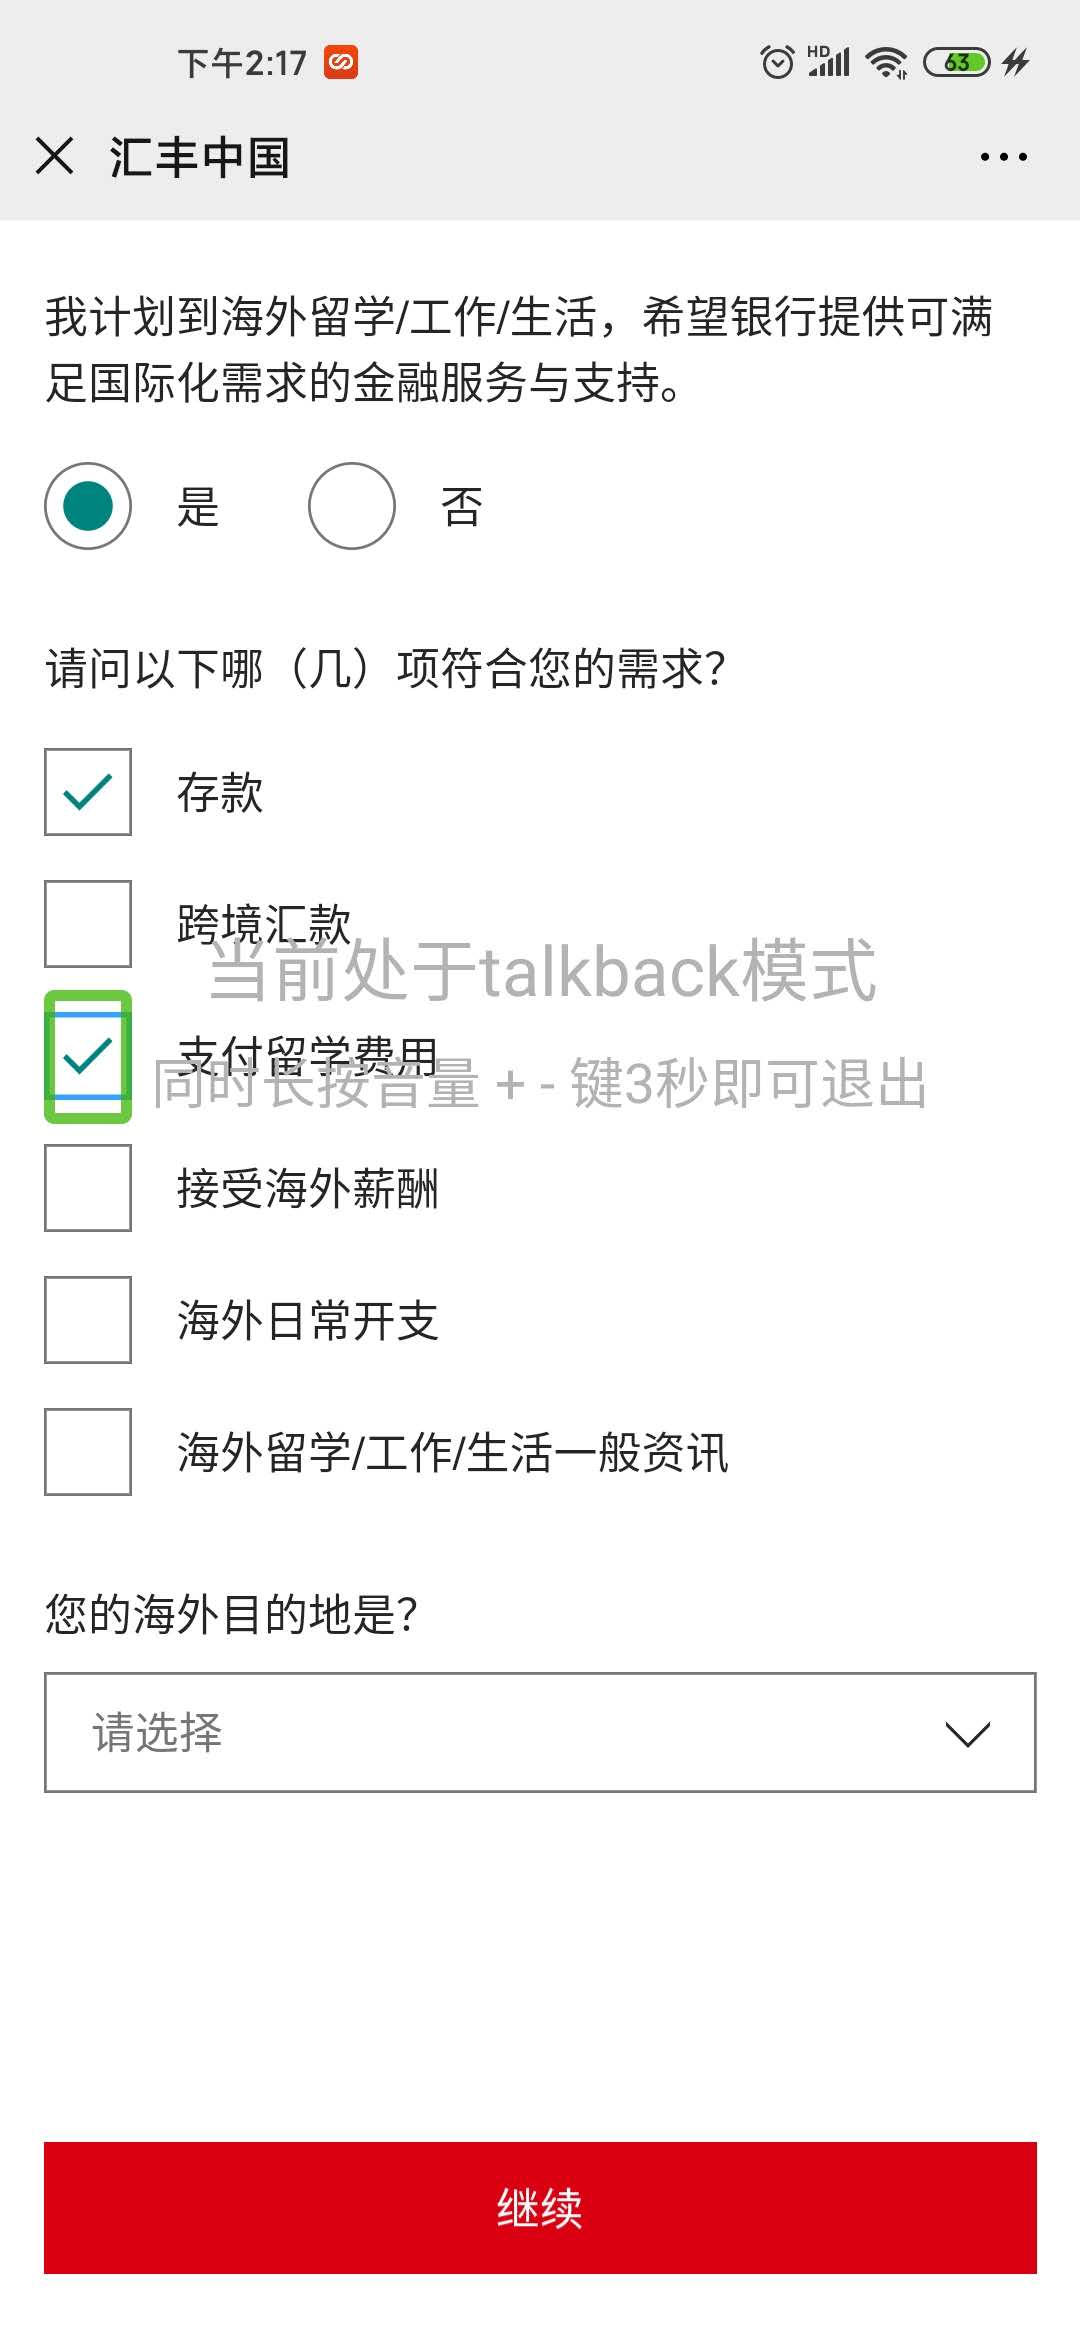 下午2:17
HD
63
汇丰中国
我计划到海外留学/工作/生活，希望银行提供可满
足国际化需求的金融服务与支持。
是
否
请问以下哪（几）项符合您的需求？
存款
跨境汇款
当前处于talkback模式
支付留学费用
同时长按音量 + - 键3秒即可退出
接受海外薪酬
海外日常开支
海外留学/工作/生活一般资讯
您的海外目的地是？
请选择
继续